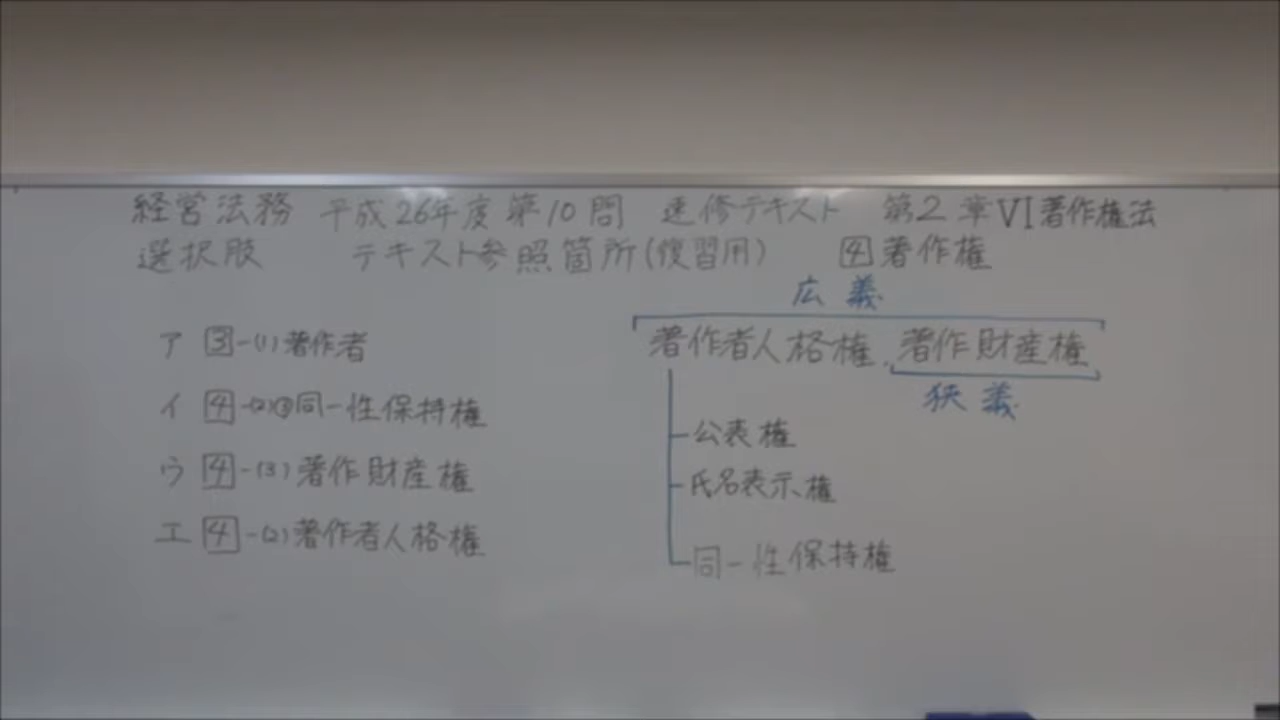 経営法務 平成26年度第10問 速修テキスト 第2章Ⅵ著作権法
選択肢 テキスト参照箇所(復習用) 4著作権
広義
ア 3-(1)著作者
著作者人格権、著作財産権
イ 4-(2)③同一性保持権
狭義
公表権
ウ 4-(3)著作財産権
氏名表示権
エ 4-(2)著作者人格権
同一性保持権